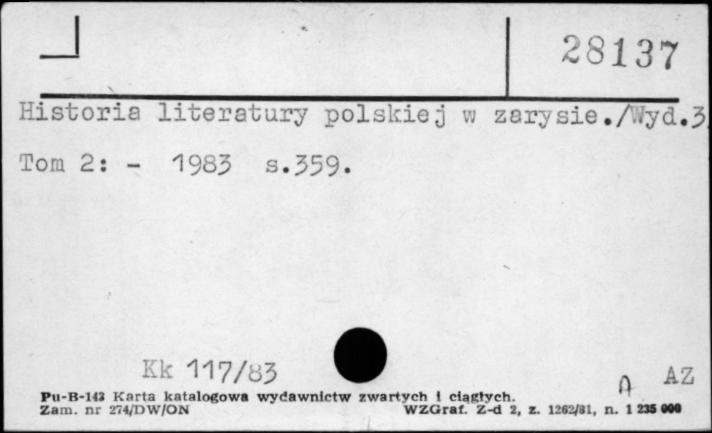 28137
Historia literatury polskiej w zarysie./Wyd.3
Tom 2: - 1983 s.359.
Kk 117/83
A AZ
Pu-B-143 Karta katalogowa wydawnictw zwartych i ciągłych.
Zam. nr 274/DW/ON WZGraf. Z-d 2, z. 1262/81, n. 1 235 000